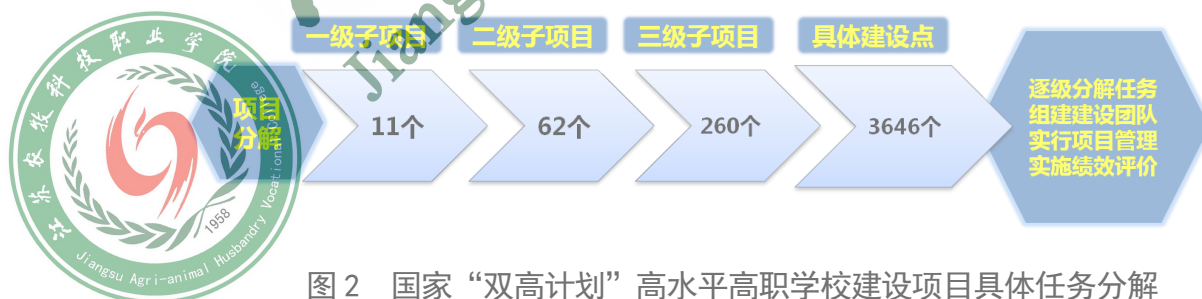 一级子项目
二级子项目
三级子项目
具体建设点
项目
分解
11个
62个
260个
3646个
逐级分解任务
组建建设团队
实行项目管理
实施绩效评价
江苏农牧科技职业学院
Jiangsu Agri-animal Husbandry Vocational College
1958
Jiang
图2 国家“双高计划”高水平高职学校建设项目具体任务分解